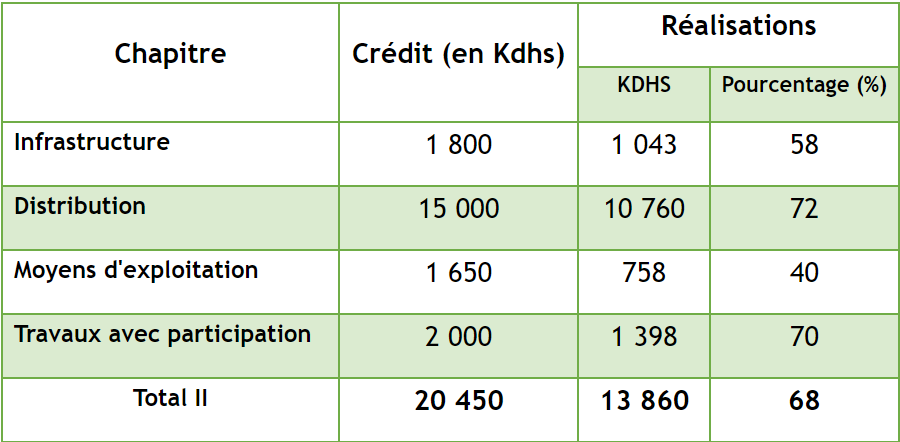 Chapitre Crédit (en Kdhs) Réalisations
KDHS Pourcentage (%)
Infrastructure 1 800 1 043 58
Distribution 15 000 10 760 72
Moyens d'exploitation 1 650 758 40
Travaux avec participation 2 000 1 398 70
Total II 20 450 13 860 68